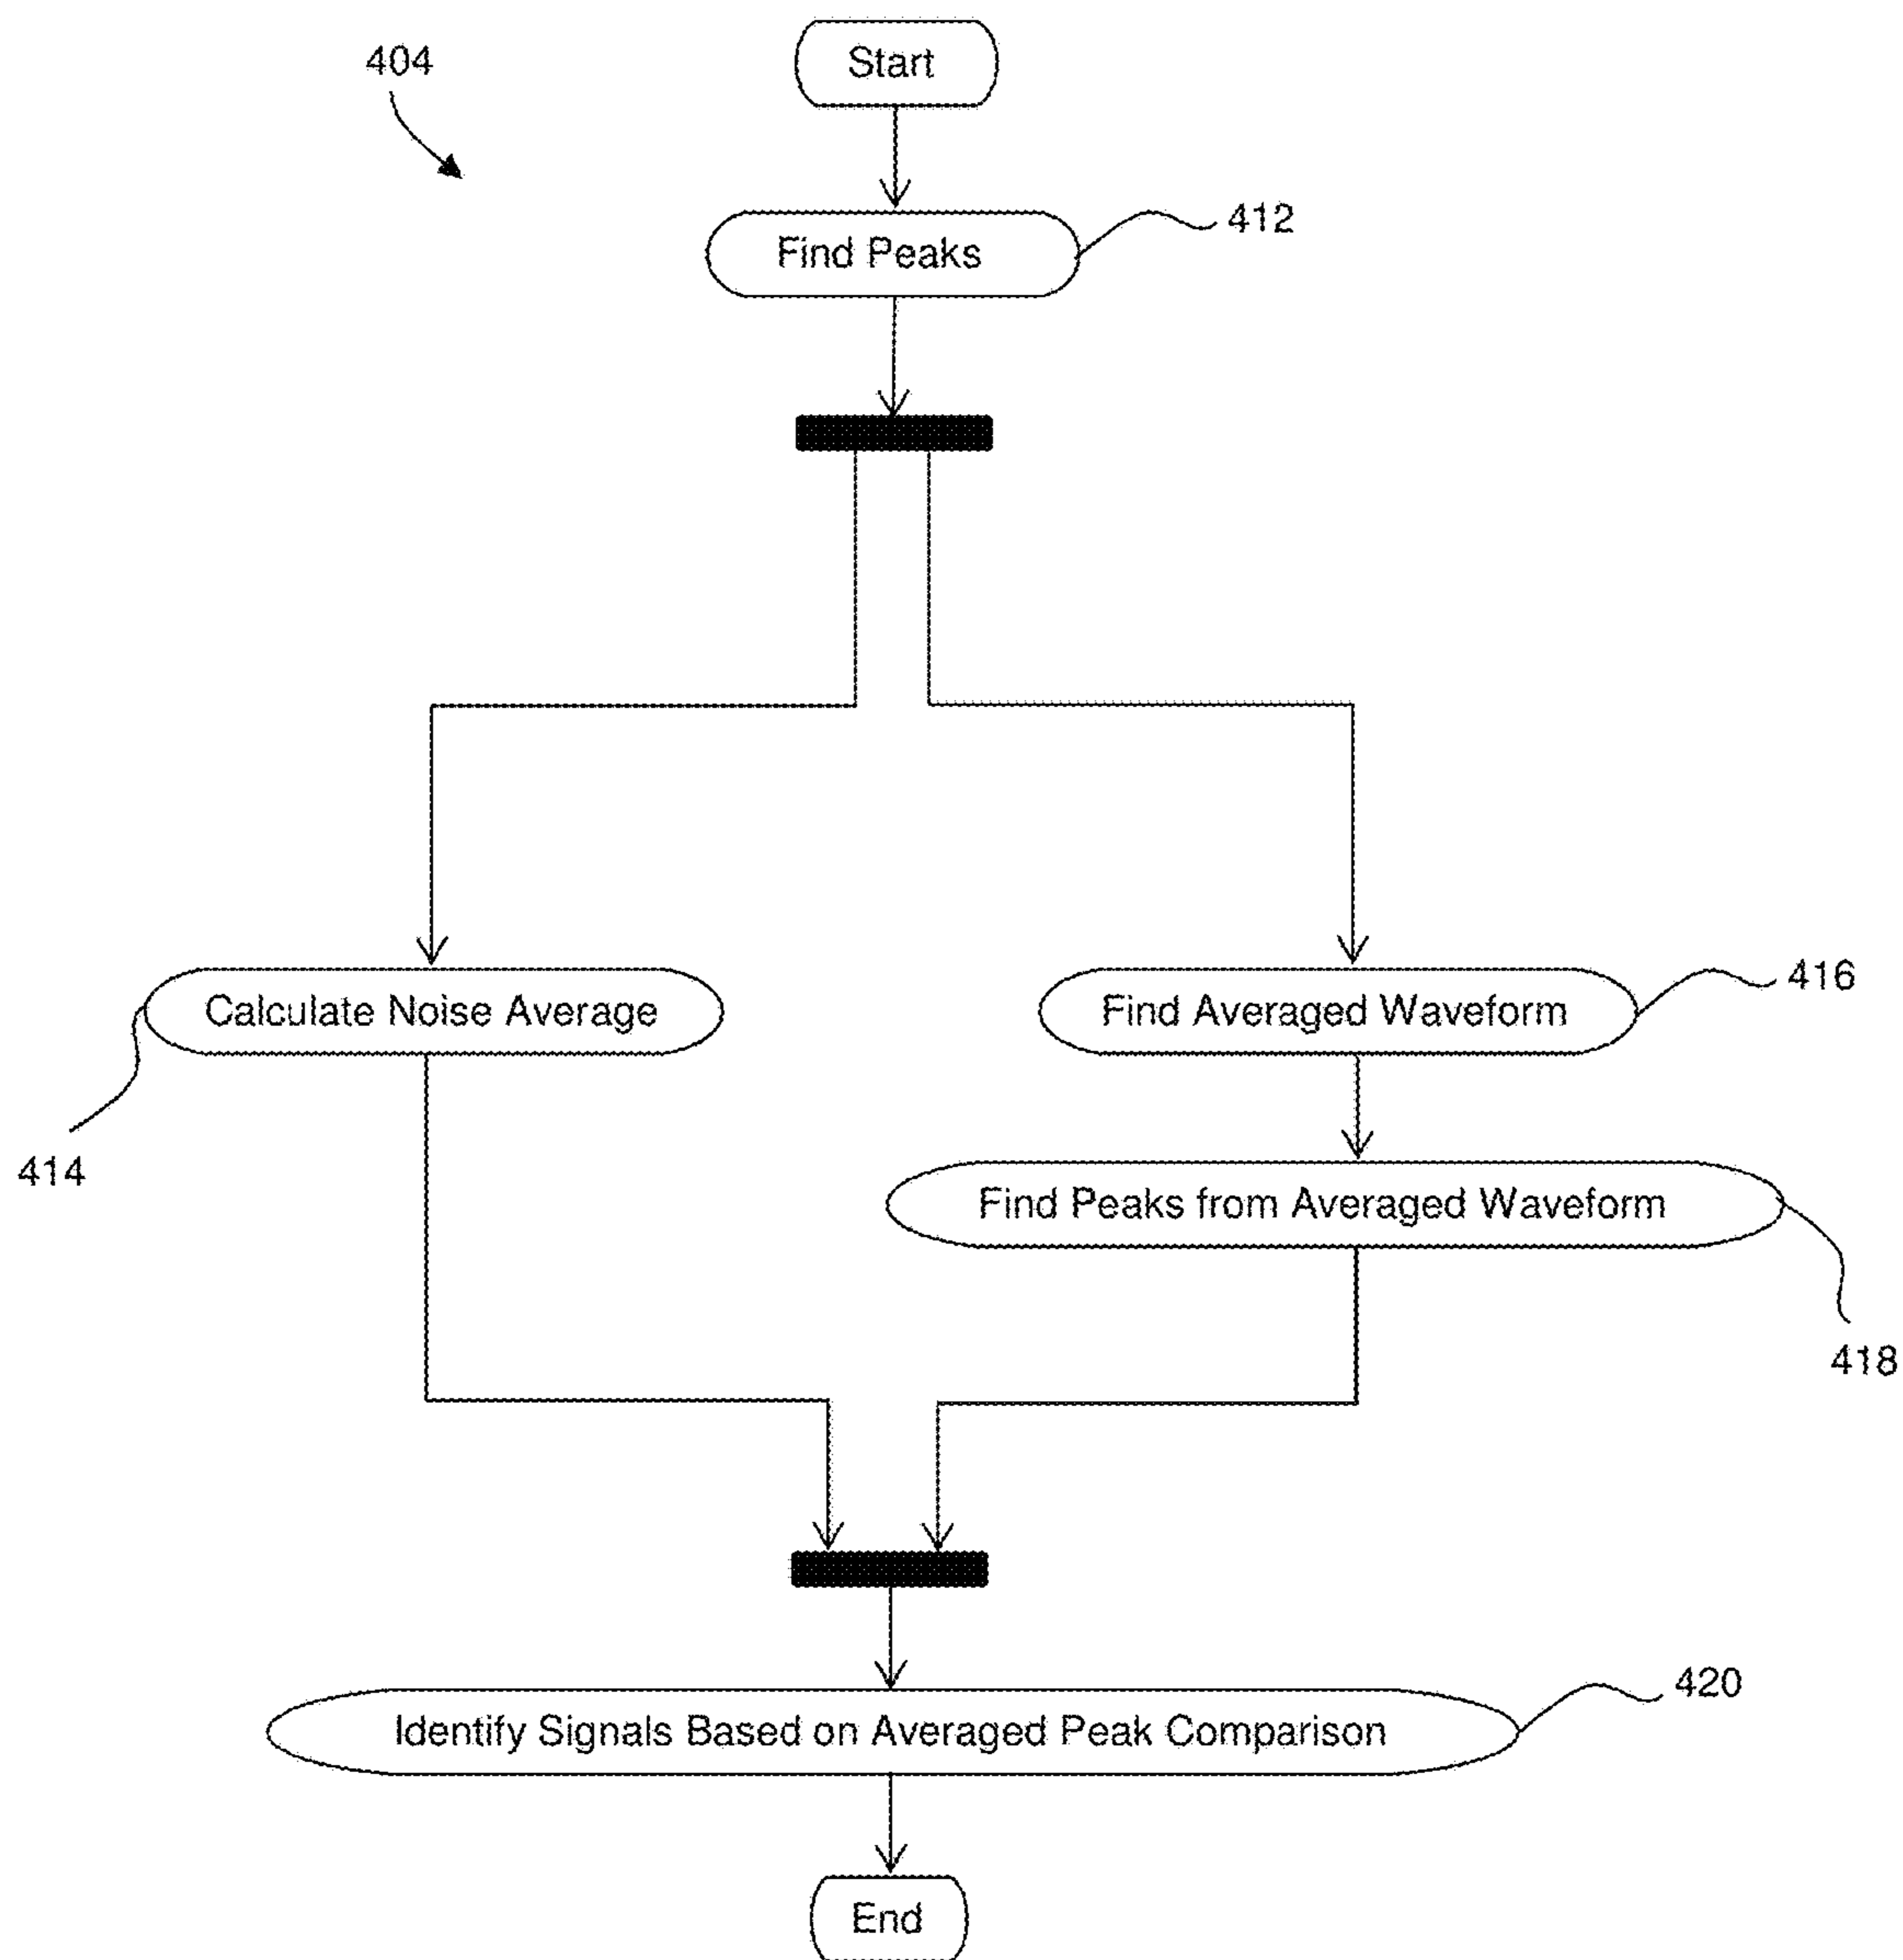 404
Start
Find Peaks
412
Calculate Noise Average
Find Averaged Waveform
416
414
Find Peaks from Averaged Waveform
418
420
Identify Signals Based on Averaged Peak Comparison
End